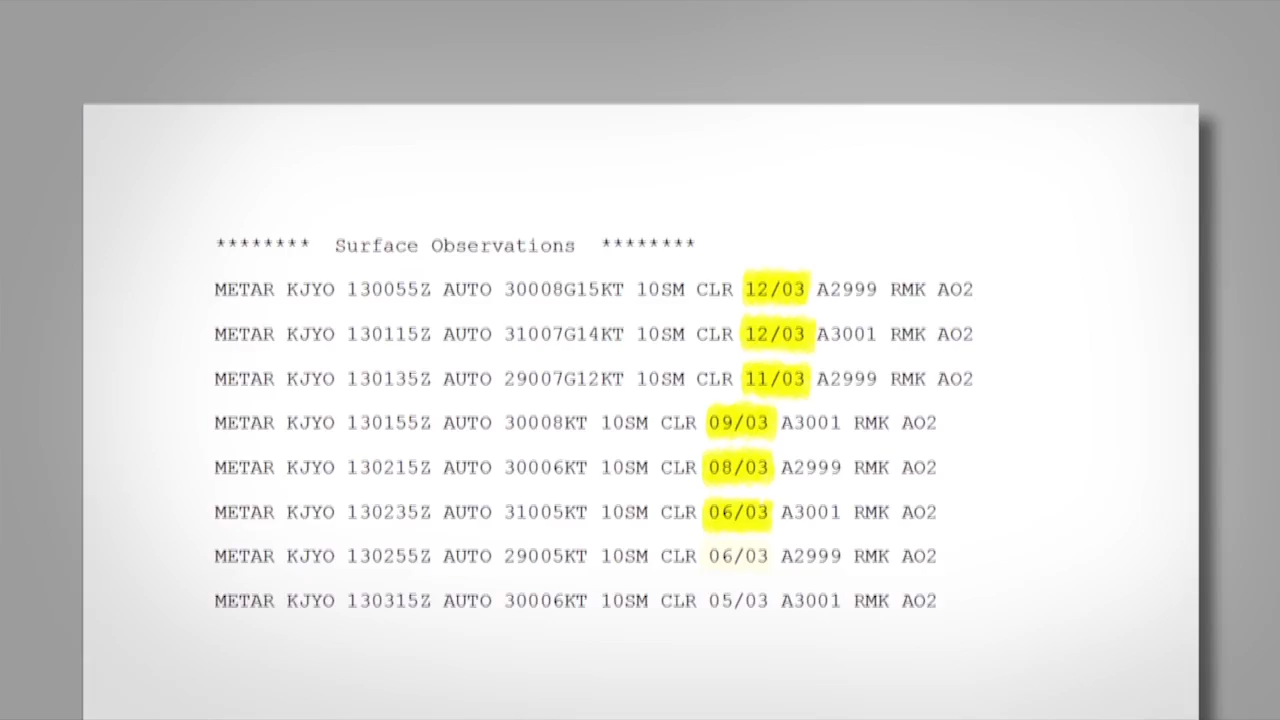 ******** Surface Observations ********
METAR KJYO 130055Z AUTO 30008G15KT 10SM CLR 12/03 A2999 RMK AO2
METAR KJYO 130115Z AUTO 31007G14KT 10SM CLR 12/03 A3001 RMK AO2
METAR KJYO 130135Z AUTO 29007G12KT 10SM CLR 11/03 A2999 RMK AO2
METAR KJYO 130155Z AUTO 30008KT 10SM CLR 09/03 A3001 RMK AO2
METAR KJYO 130215Z AUTO 30006KT 10SM CLR 08/03 A2999 RMK AO2
METAR KJYO 130235Z AUTO 31005KT 10SM CLR 06/03 A3001 RMK AO2
METAR KJYO 130255Z AUTO 29005KT 10SM CLR 06/03 A2999 RMK AO2
METAR KJYO 130315Z AUTO 30006KT 10SM CLR 05/03 A3001 RMK AO2